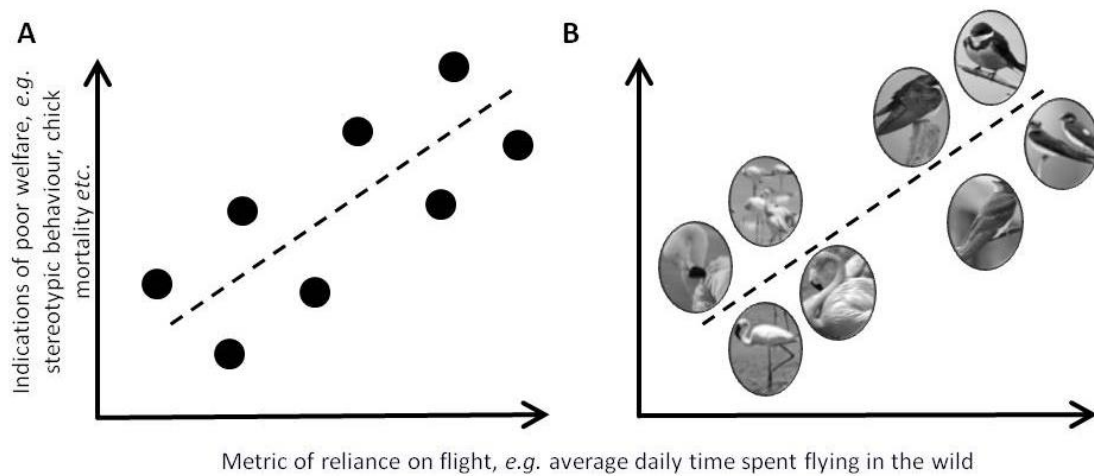 A
B
Indications of poor welfare, e.g.
stereotypic behaviour, chick
mortality etc.
Metric of reliance on flight, e.g. average daily time spent flying in the wild